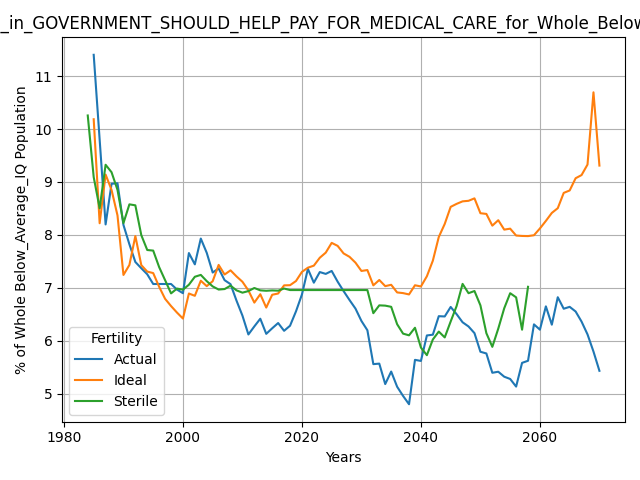 _in_GOVERNMENT_SHOULD_HELP_PAY_FOR_MEDICAL_CARE_for_Whole_Below
% of Whole Below_Average_IQ Population
11
10
9
8
7
6
5
Fertility
Actual
Ideal
Sterile
1980
2000
2020
2040
2060
Years